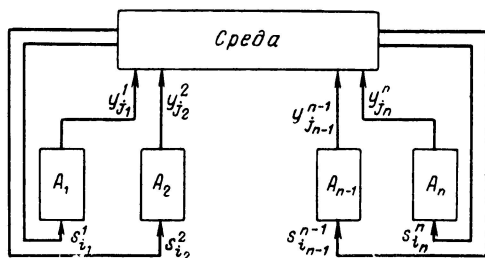 Среда
y^1_{j_1} y^2_{j_2} y^{n-1}_{j_{n-1}} y^n_{j_n}
A_1 A_2 A_{n-1} A_n
s^1_{i_1} s^2_{i_2} s^{n-1}_{i_{n-1}} s^n_{i_n}